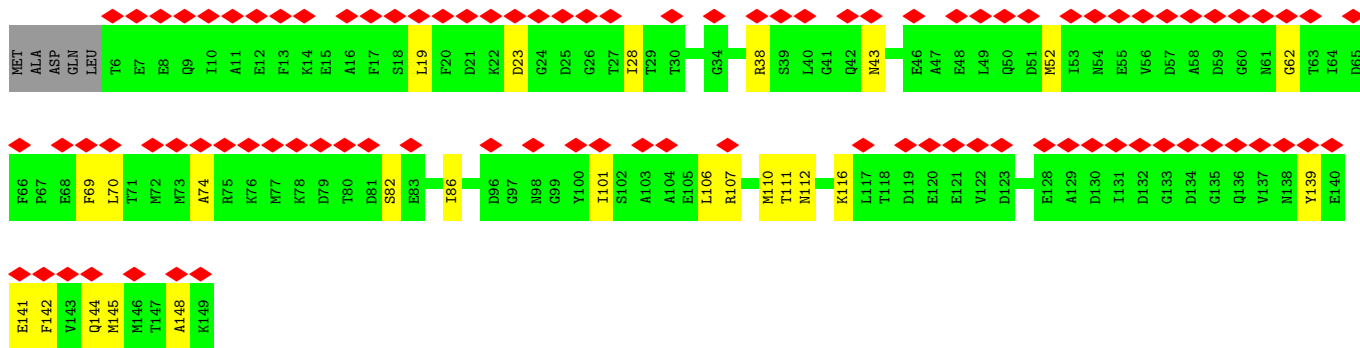 MET ALA ASP GLN LEU T6 E7 E8 Q9 I10 A11 E12 F13 K14 E15 A16 F17 S18 L19 F20 D21 K22 D23 G24 D25 G26 T27 I28 T29 T30 G34 R38 S39 L40 G41 Q42 N43 E46 A47 E48 L49 Q50 D51 M52 I53 N54 E55 V56 D57 A58 D59 G60 N61 G62 T63 I64 D65
F66 P67 E68 F69 L70 T71 M72 M73 A74 R75 K76 M77 K78 D79 T80 D81 S82 E83 I86 D96 G97 N98 G99 Y100 I101 S102 A103 A104 E105 L106 R107 M110 T111 N112 K116 L117 T118 D119 E120 E121 V122 D123 E128 A129 D130 I131 D132 G133 D134 G135 Q136 V137 N138 Y139 E140
E141 F142 V143 Q144 M145 M146 T147 A148 K149